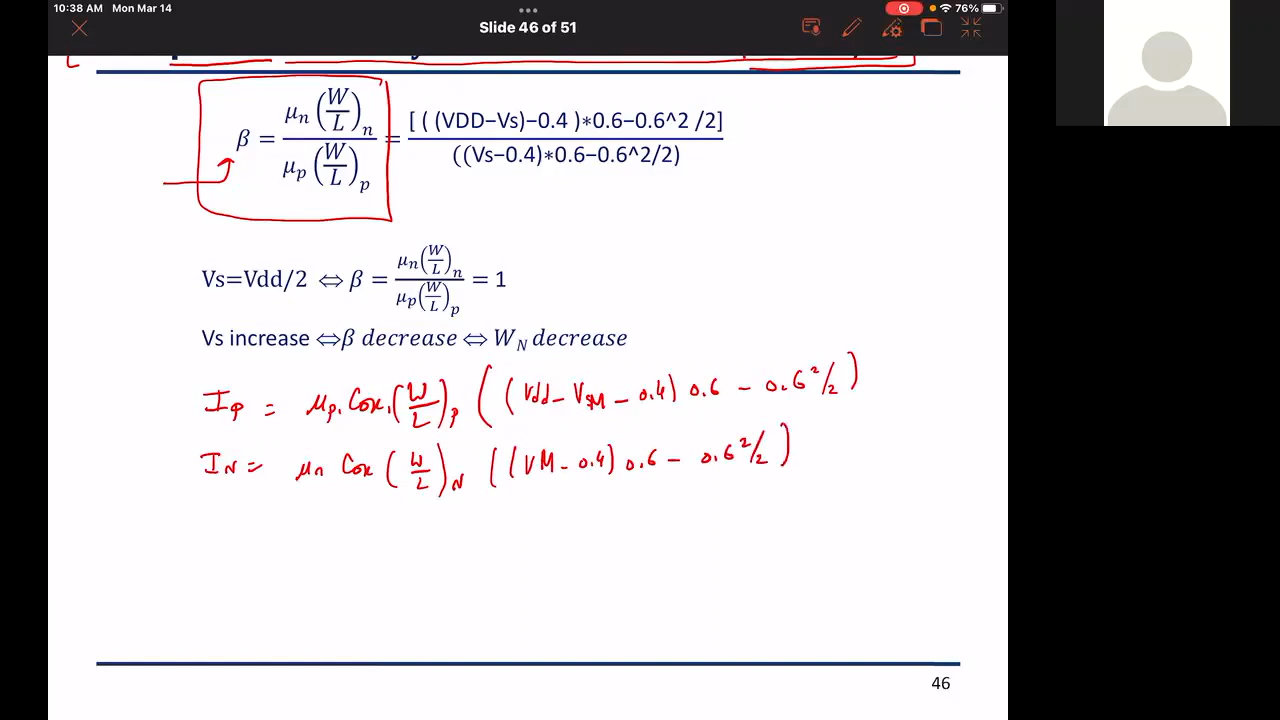 10:38 AM Mon Mar 14
76%
Slide 46 of 51
β = μn (W/L)n / μp (W/L)p = [ ( (VDD−Vs)−0.4 )*0.6−0.6^2 /2] / ((Vs−0.4)*0.6−0.6^2/2)
Vs=Vdd/2 ⇔ β = μn(W/L)n / μp(W/L)p = 1
Vs increase ⇔β decrease ⇔ WN decrease
IP = μp. Cox. (W/L)P ( (Vdd − VM − 0.4) 0.6 − 0.6²/2 )
IN = μn Cox (W/L)N ( (VM − 0.4) 0.6 − 0.6²/2 )
46